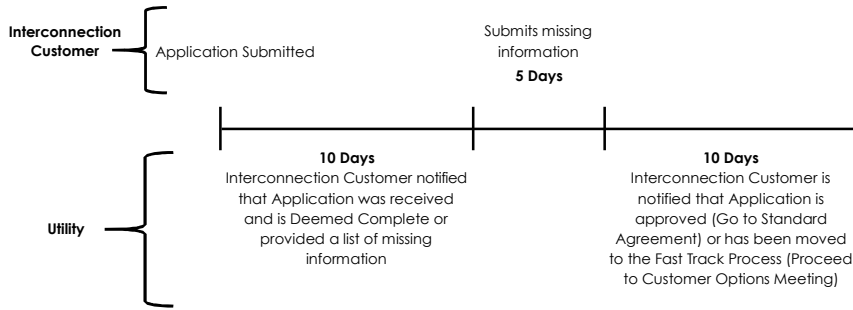 Interconnection
Customer
Application Submitted
Submits missing
information
5 Days
10 Days
Interconnection Customer notified
that Application was received
and is Deemed Complete or
provided a list of missing
information
10 Days
Interconnection Customer is
notified that Application is
approved (Go to Standard
Agreement) or has been moved
to the Fast Track Process (Proceed
to Customer Options Meeting)
Utility